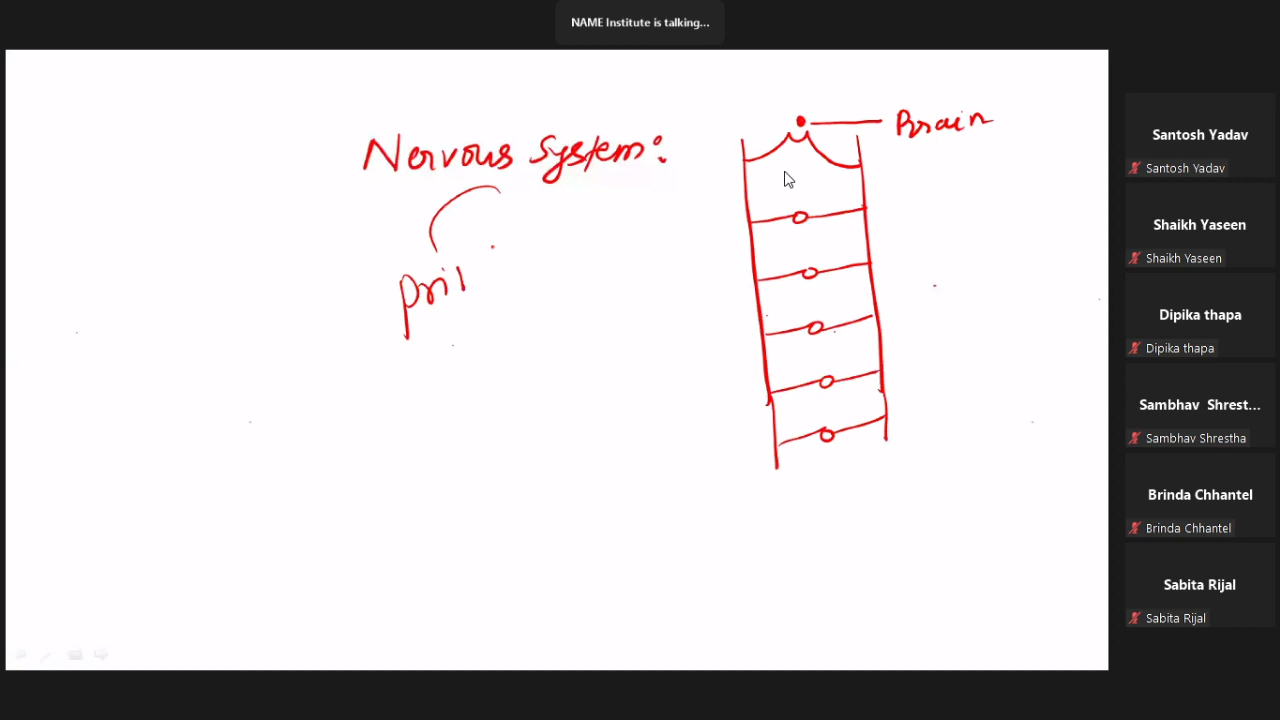 NAME Institute is talking...
Nervous System:
Brain
Pri
Santosh Yadav
Santosh Yadav
Shaikh Yaseen
Shaikh Yaseen
Dipika thapa
Dipika thapa
Sambhav Shrest...
Sambhav Shrestha
Brinda Chhantel
Brinda Chhantel
Sabita Rijal
Sabita Rijal